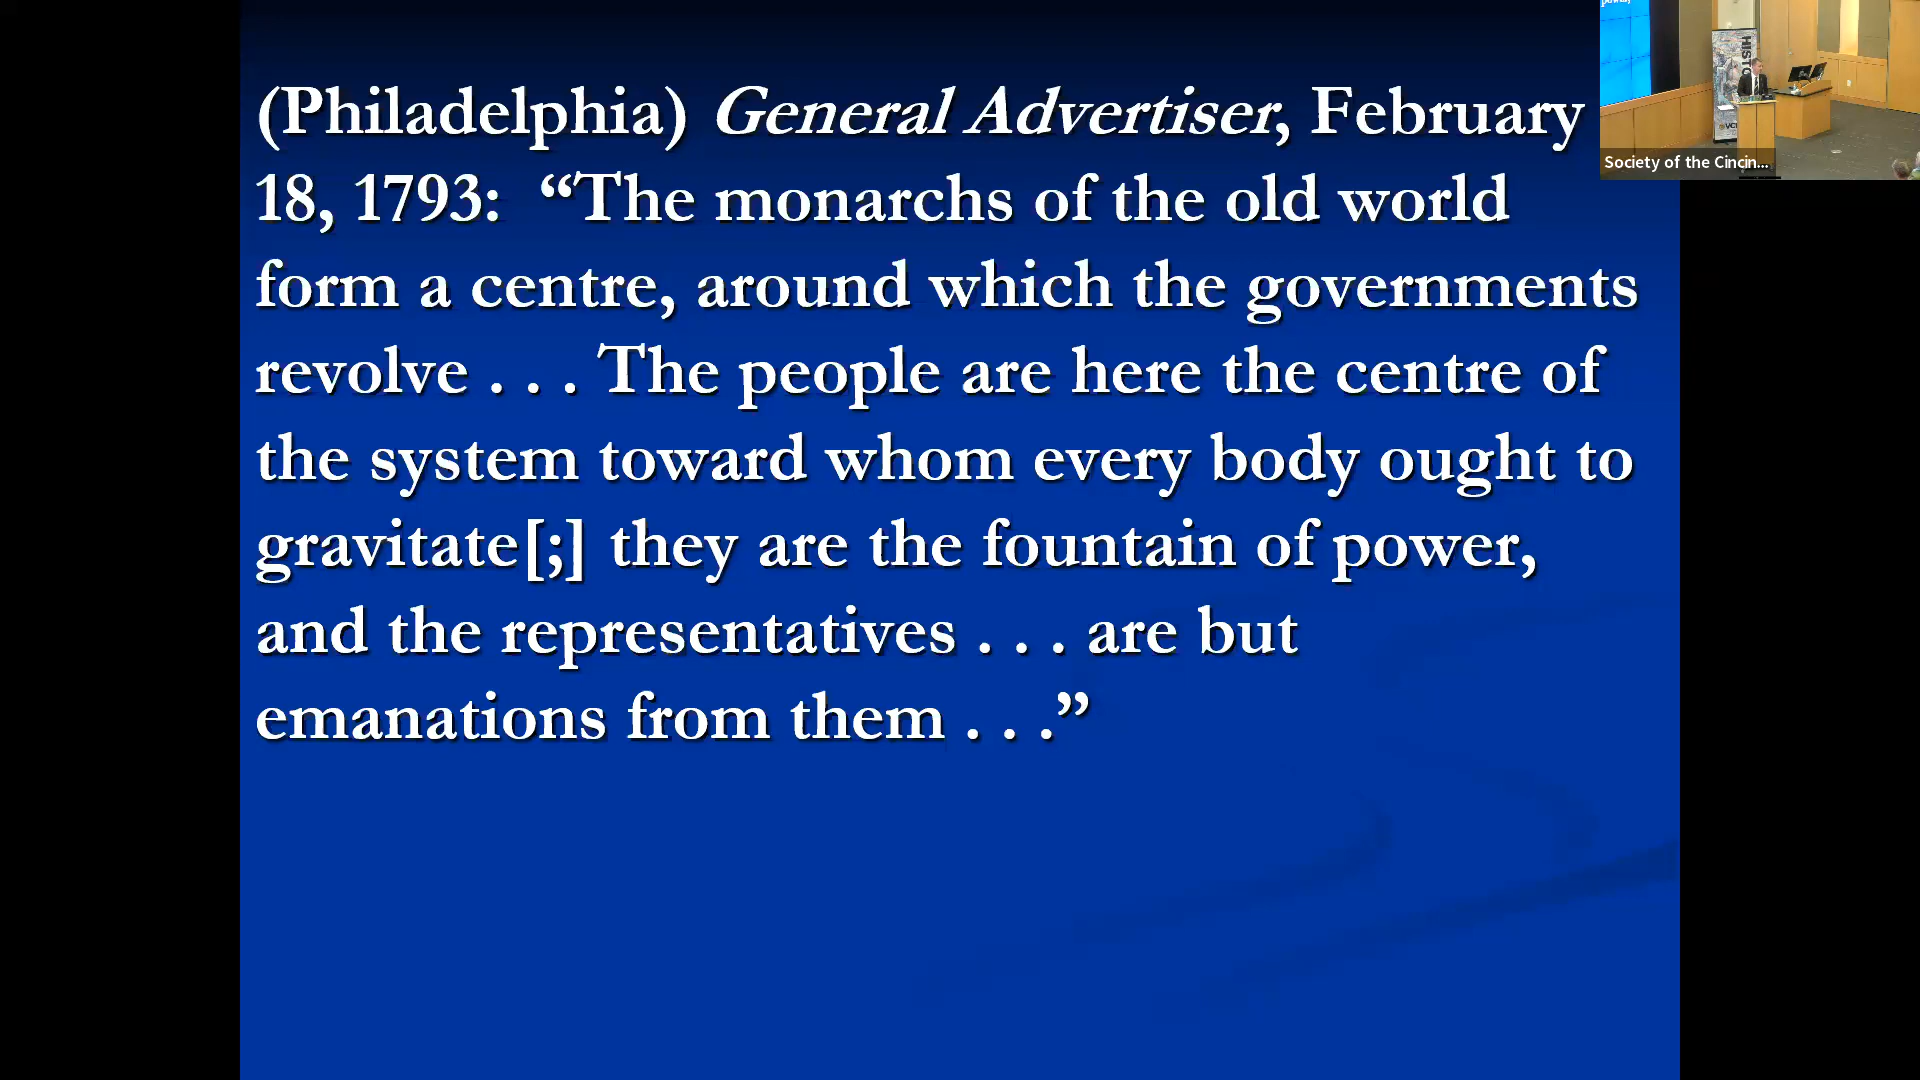 (Philadelphia) General Advertiser, February
18, 1793: “The monarchs of the old world
form a centre, around which the governments
revolve . . . The people are here the centre of
the system toward whom every body ought to
gravitate[;] they are the fountain of power,
and the representatives . . . are but
emanations from them . . .”
Society of the Cincin...